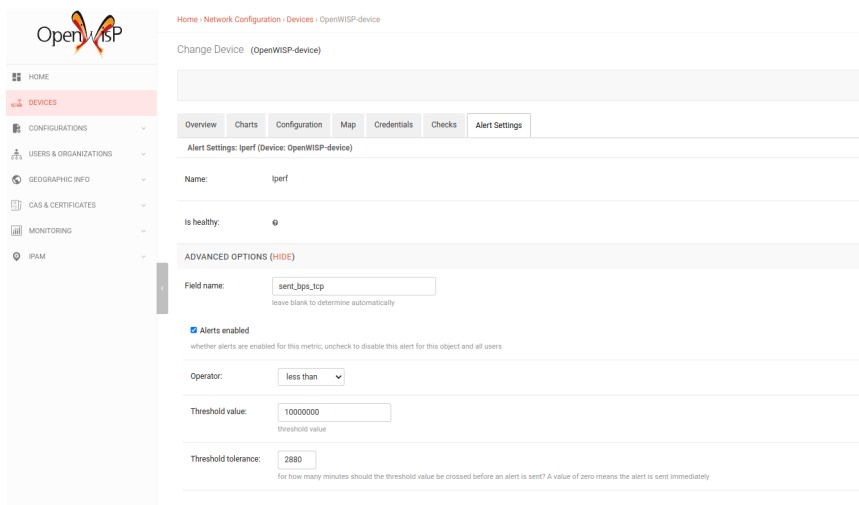 OpenWISP
Home › Network Configuration › Devices › OpenWISP-device
Change Device (OpenWISP-device)
HOME
DEVICES
CONFIGURATIONS
USERS & ORGANIZATIONS
GEOGRAPHIC INFO
CAS & CERTIFICATES
MONITORING
IPAM
Overview Charts Configuration Map Credentials Checks Alert Settings
Alert Settings: Iperf (Device: OpenWISP-device)
Name: Iperf
Is healthy:
ADVANCED OPTIONS (HIDE)
Field name: sent_bps_tcp
leave blank to determine automatically
Alerts enabled
whether alerts are enabled for this metric, uncheck to disable this alert for this object and all users
Operator: less than
Threshold value: 10000000
threshold value
Threshold tolerance: 2880
for how many minutes should the threshold value be crossed before an alert is sent? A value of zero means the alert is sent immediately